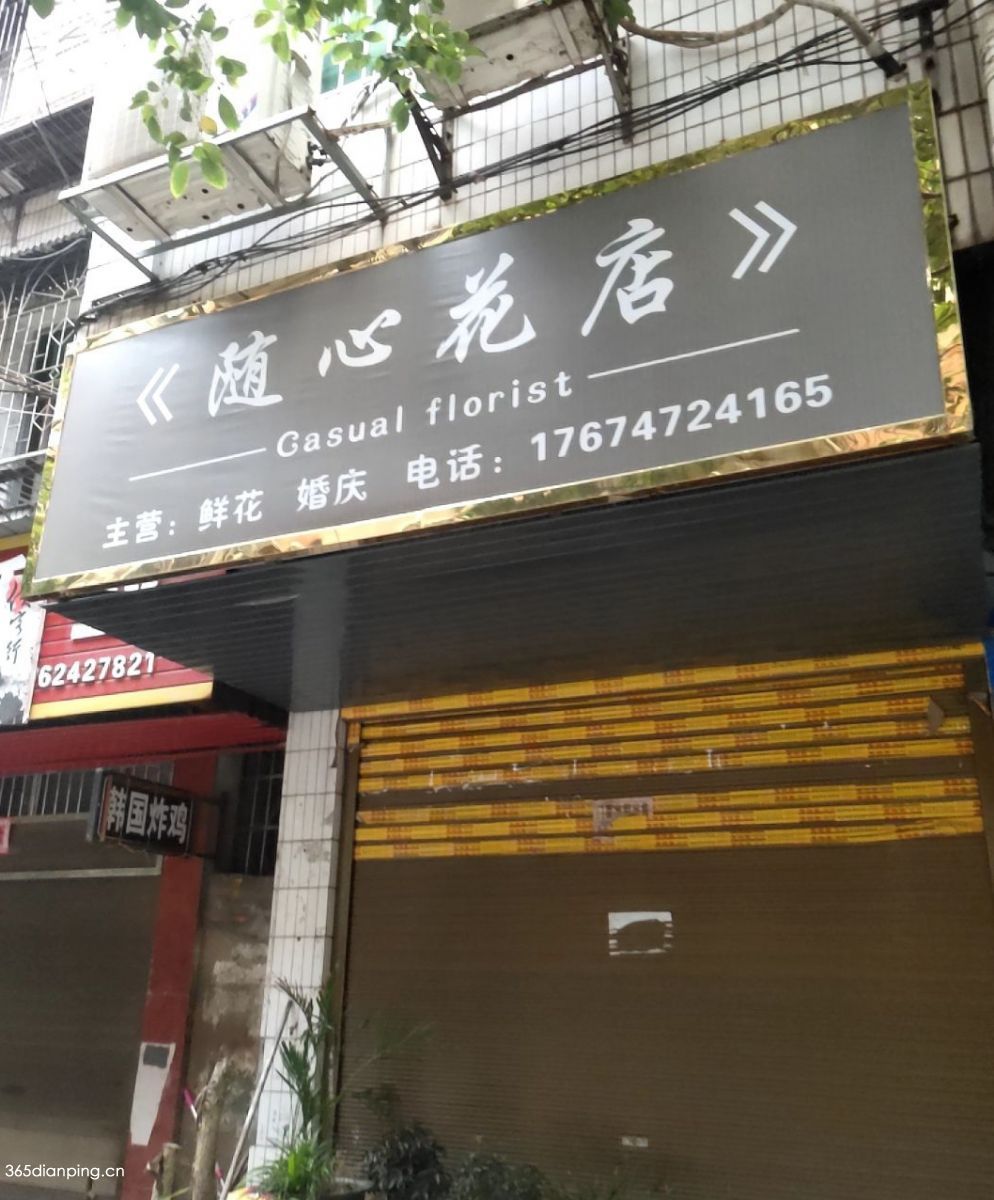 《随心花店》
Casual florist
主营：鲜花 婚庆 电话：17674724165
62427821
韩国炸鸡
365dianping.cn